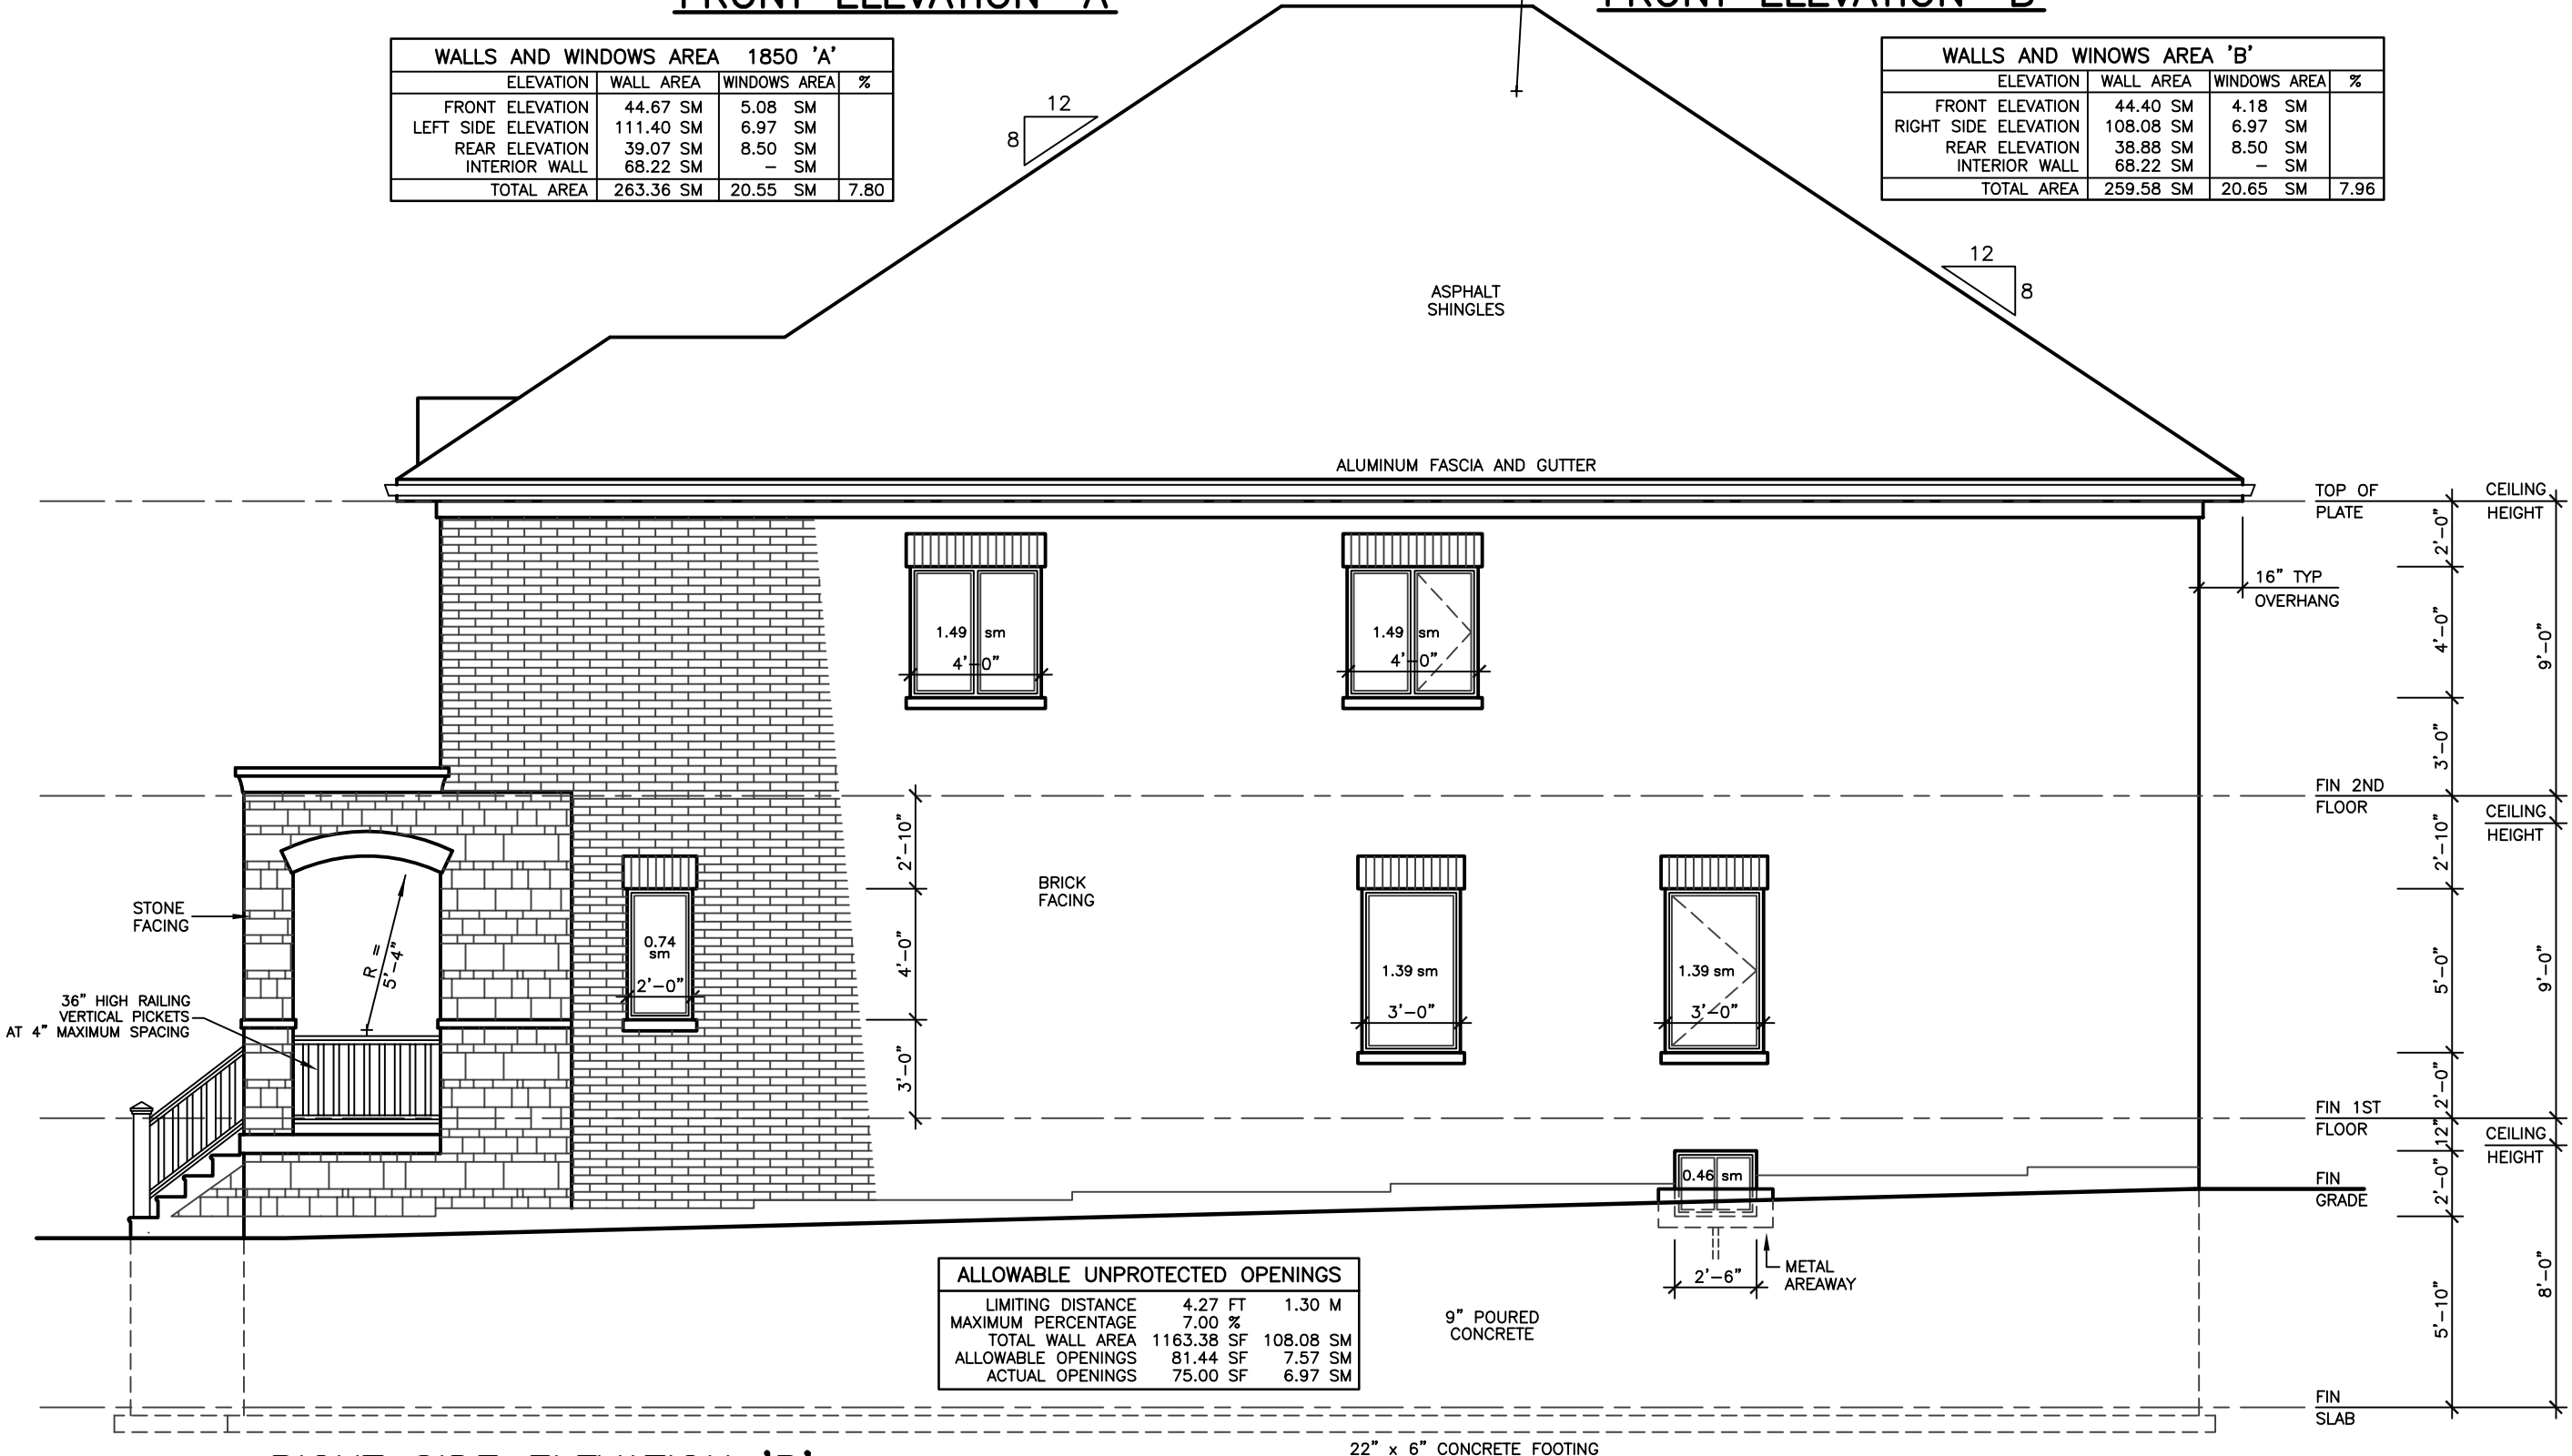 FRONT ELEVATION 'A'
FRONT ELEVATION 'B'
WALLS AND WINDOWS AREA 1850 'A'
ELEVATION WALL AREA WINDOWS AREA %
FRONT ELEVATION 44.67 SM 5.08 SM
LEFT SIDE ELEVATION 111.40 SM 6.97 SM
REAR ELEVATION 39.07 SM 8.50 SM
INTERIOR WALL 68.22 SM – SM
TOTAL AREA 263.36 SM 20.55 SM 7.80
WALLS AND WINOWS AREA 'B'
ELEVATION WALL AREA WINDOWS AREA %
FRONT ELEVATION 44.40 SM 4.18 SM
RIGHT SIDE ELEVATION 108.08 SM 6.97 SM
REAR ELEVATION 38.88 SM 8.50 SM
INTERIOR WALL 68.22 SM – SM
TOTAL AREA 259.58 SM 20.65 SM 7.96
12
8
12
8
ASPHALT
SHINGLES
ALUMINUM FASCIA AND GUTTER
TOP OF
PLATE
CEILING
HEIGHT
2'-0"
16" TYP
OVERHANG
4'-0"
9'-0"
3'-0"
1.49 sm
4'-0"
1.49 sm
4'-0"
FIN 2ND
FLOOR
CEILING
HEIGHT
2'-10"
2'-10"
BRICK
FACING
STONE
FACING
R =
5'-4"
0.74
sm
2'-0"
4'-0"
3'-0"
1.39 sm
3'-0"
1.39 sm
3'-0"
5'-0"
9'-0"
2'-0"
36" HIGH RAILING
VERTICAL PICKETS
AT 4" MAXIMUM SPACING
FIN 1ST
FLOOR
12"
CEILING
HEIGHT
0.46 sm
2'-0"
FIN
GRADE
METAL
AREAWAY
2'-6"
8'-0"
5'-10"
ALLOWABLE UNPROTECTED OPENINGS
LIMITING DISTANCE 4.27 FT 1.30 M
MAXIMUM PERCENTAGE 7.00 %
TOTAL WALL AREA 1163.38 SF 108.08 SM
ALLOWABLE OPENINGS 81.44 SF 7.57 SM
ACTUAL OPENINGS 75.00 SF 6.97 SM
9" POURED
CONCRETE
FIN
SLAB
22" x 6" CONCRETE FOOTING
RIGHT SIDE ELEVATION 'B'